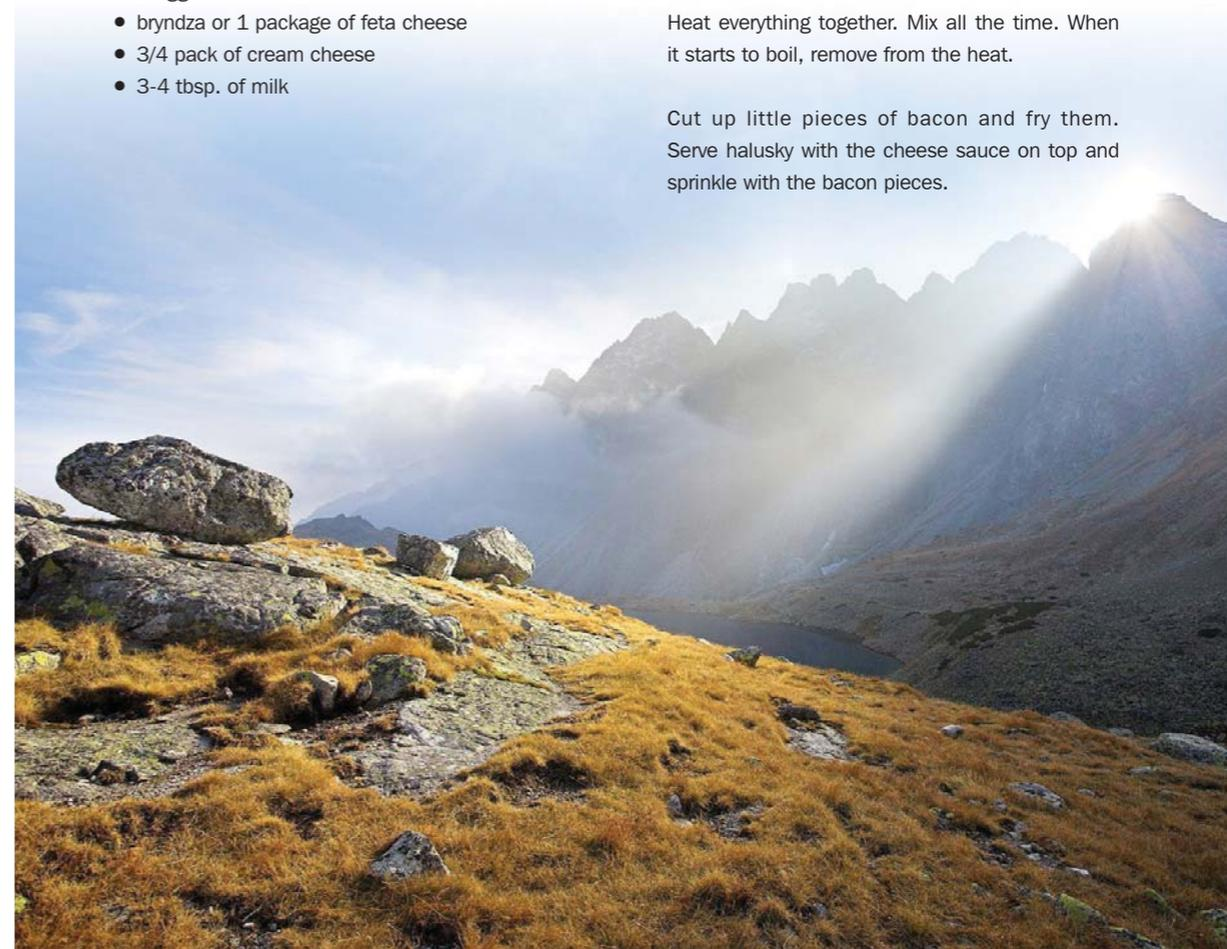 ● bryndza or 1 package of feta cheese
● 3/4 pack of cream cheese
● 3-4 tbsp. of milk
Heat everything together. Mix all the time. When
it starts to boil, remove from the heat.
Cut up little pieces of bacon and fry them.
Serve halusky with the cheese sauce on top and
sprinkle with the bacon pieces.